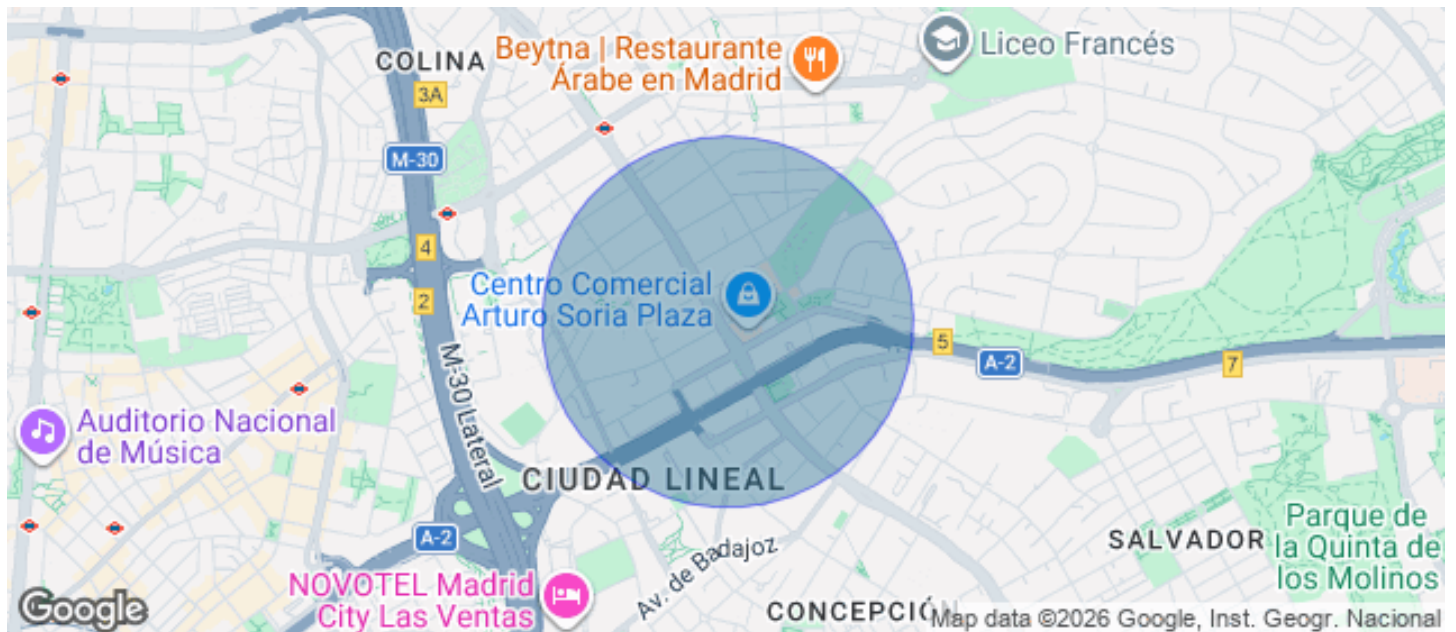 COLINA
Beytna | Restaurante
Árabe en Madrid
Liceo Francés
3A
M-30
4
2
Centro Comercial
Arturo Soria Plaza
5
A-2
7
M-30 Lateral
Auditorio Nacional
de Música
CIUDAD LINEAL
A-2
Av. de Badajoz
SALVADOR
Parque de
la Quinta de
los Molinos
NOVOTEL Madrid
City Las Ventas
CONCEPCIÓN
Google
Map data ©2026 Google, Inst. Geogr. Nacional